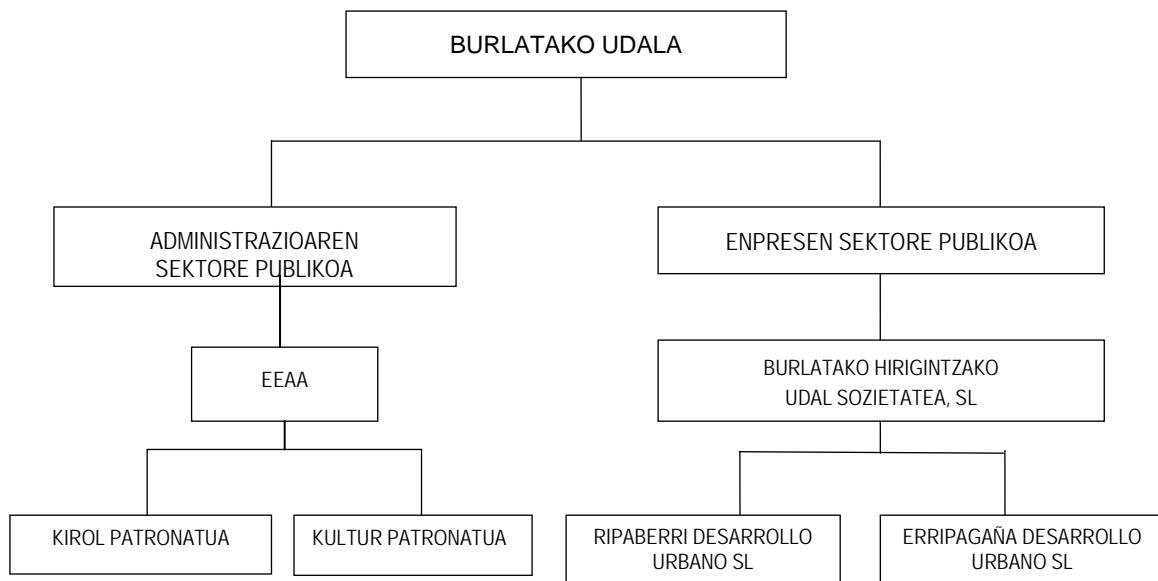 BURLATAKO UDALA
ADMINISTRAZIOAREN
SEKTORE PUBLIKOA
ENPRESEN SEKTORE PUBLIKOA
EEAA
BURLATAKO HIRIGINTZAKO
UDAL SOZIETATEA, SL
KIROL PATRONATUA
KULTUR PATRONATUA
RIPABERRI DESARROLLO
URBANO SL
ERRIPAGAÑA DESARROLLO
URBANO SL